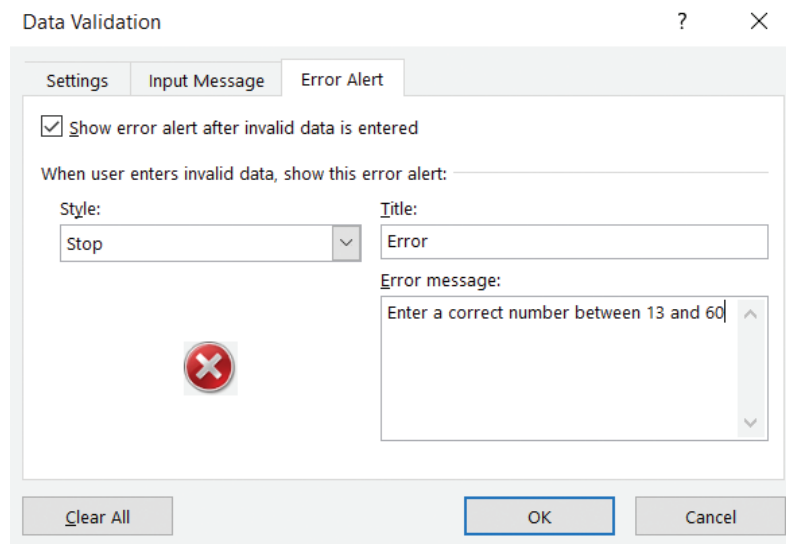 Data Validation
?
Settings
Input Message
Error Alert
Show error alert after invalid data is entered
When user enters invalid data, show this error alert:
Style:
Title:
Stop
Error
Error message:
Enter a correct number between 13 and 60
Clear All
OK
Cancel